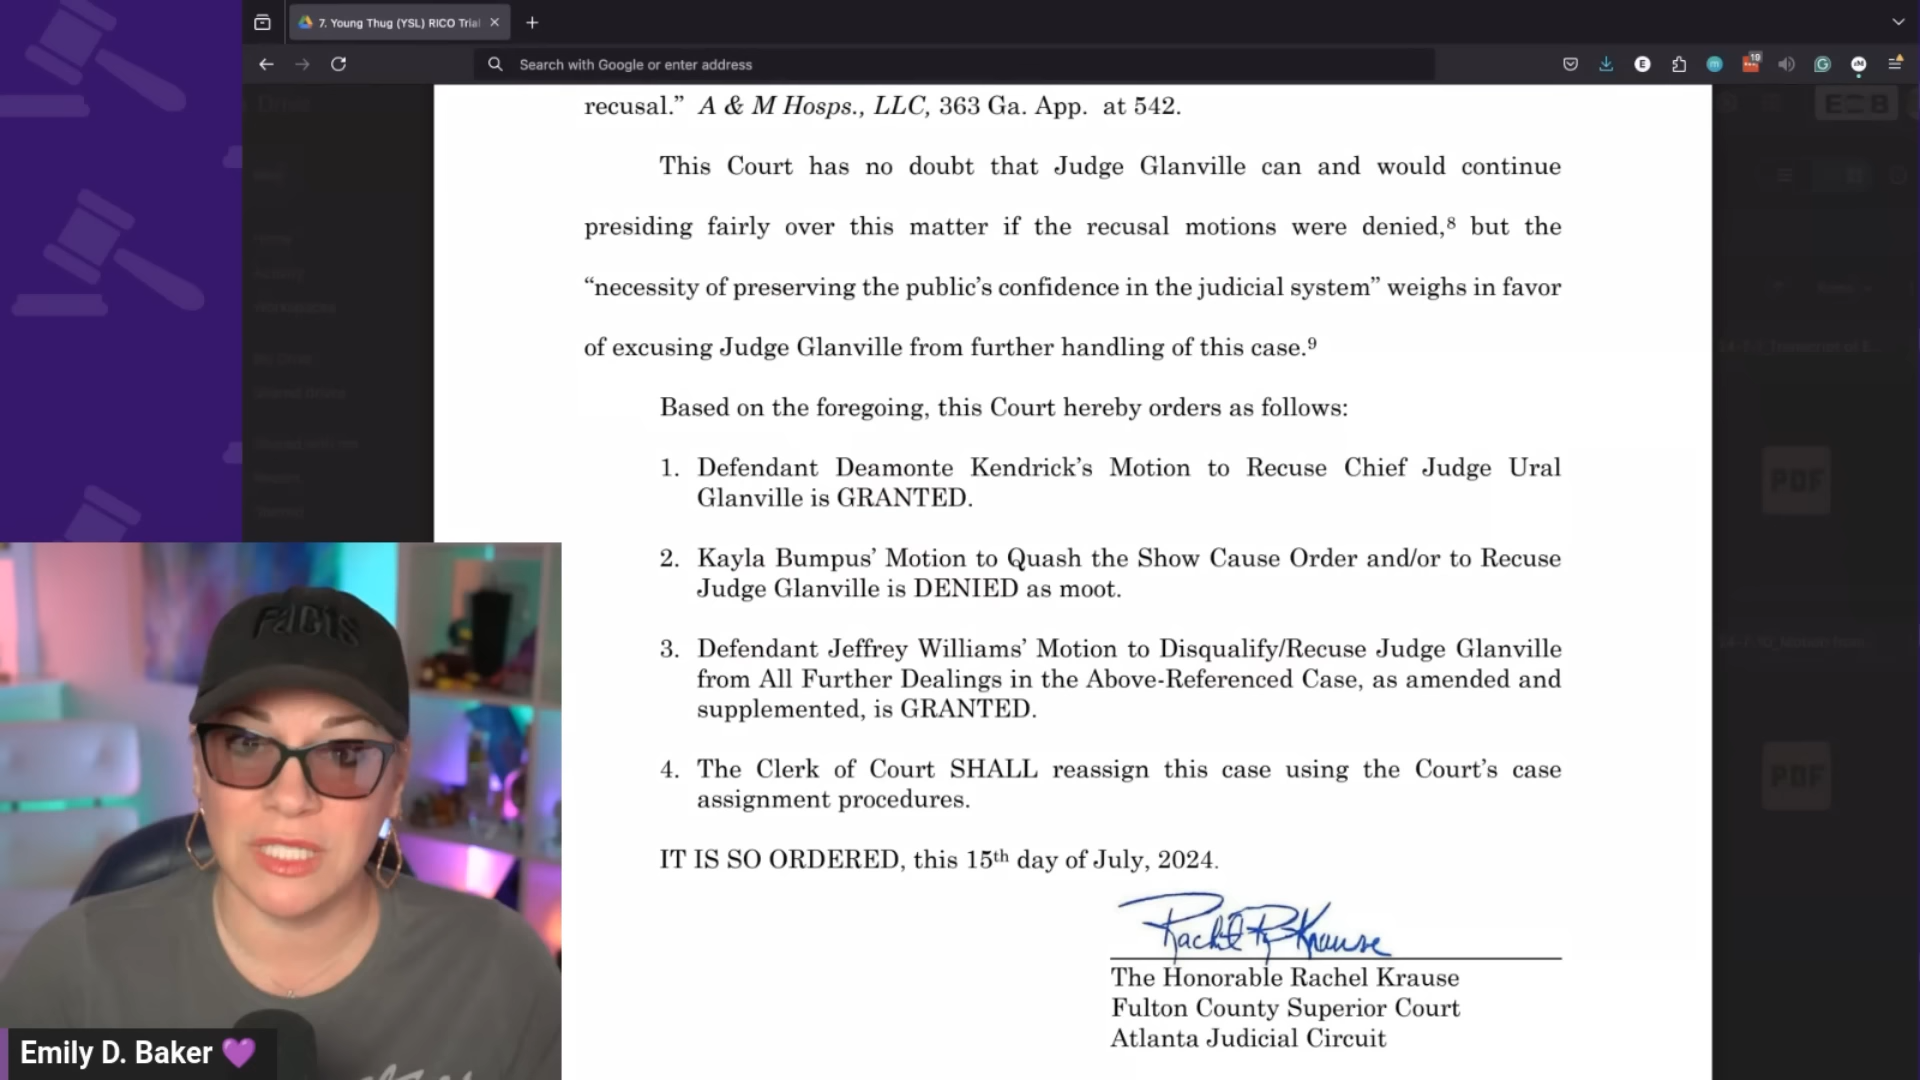 7. Young Thug (YSL) RICO Trial
Search with Google or enter address
19
recusal.” A & M Hosps., LLC, 363 Ga. App. at 542.
This Court has no doubt that Judge Glanville can and would continue
presiding fairly over this matter if the recusal motions were denied,⁸ but the
“necessity of preserving the public’s confidence in the judicial system” weighs in favor
of excusing Judge Glanville from further handling of this case.⁹
Based on the foregoing, this Court hereby orders as follows:
1. Defendant Deamonte Kendrick’s Motion to Recuse Chief Judge Ural
Glanville is GRANTED.
2. Kayla Bumpus’ Motion to Quash the Show Cause Order and/or to Recuse
Judge Glanville is DENIED as moot.
3. Defendant Jeffrey Williams’ Motion to Disqualify/Recuse Judge Glanville
from All Further Dealings in the Above-Referenced Case, as amended and
supplemented, is GRANTED.
4. The Clerk of Court SHALL reassign this case using the Court’s case
assignment procedures.
IT IS SO ORDERED, this 15th day of July, 2024.
The Honorable Rachel Krause
Fulton County Superior Court
Atlanta Judicial Circuit
PDF
PDF
FACTS
Emily D. Baker 💜